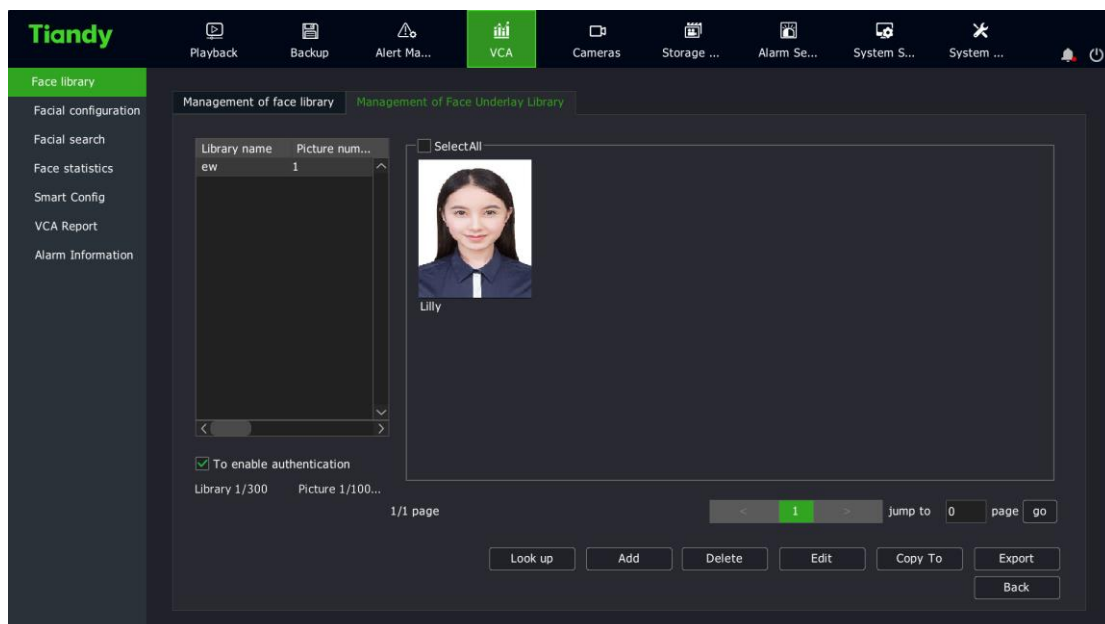 Tiandy
Playback Backup Alert Ma... VCA Cameras Storage ... Alarm Se... System S... System ...
Face library
Facial configuration
Facial search
Face statistics
Smart Config
VCA Report
Alarm Information
Management of face library Management of Face Underlay Library
Library name Picture num...
ew 1
SelectAll
Lilly
To enable authentication
Library 1/300 Picture 1/100...
1/1 page < 1 > jump to 0 page go
Look up Add Delete Edit Copy To Export
Back